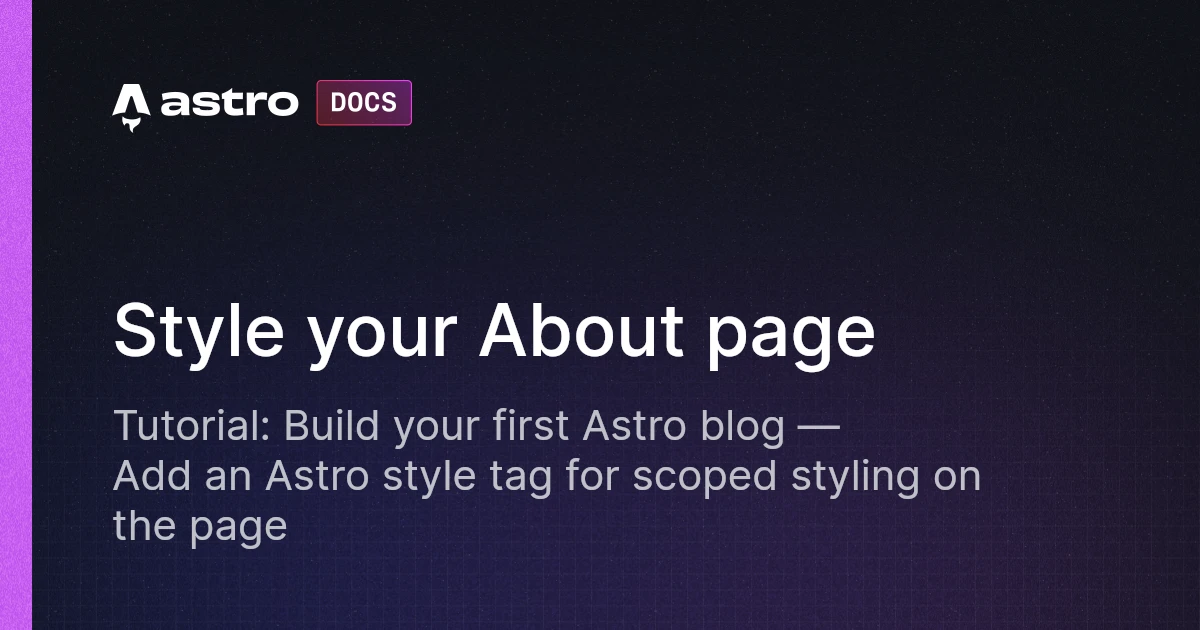 astro DOCS
Style your About page
Tutorial: Build your first Astro blog —
Add an Astro style tag for scoped styling on
the page